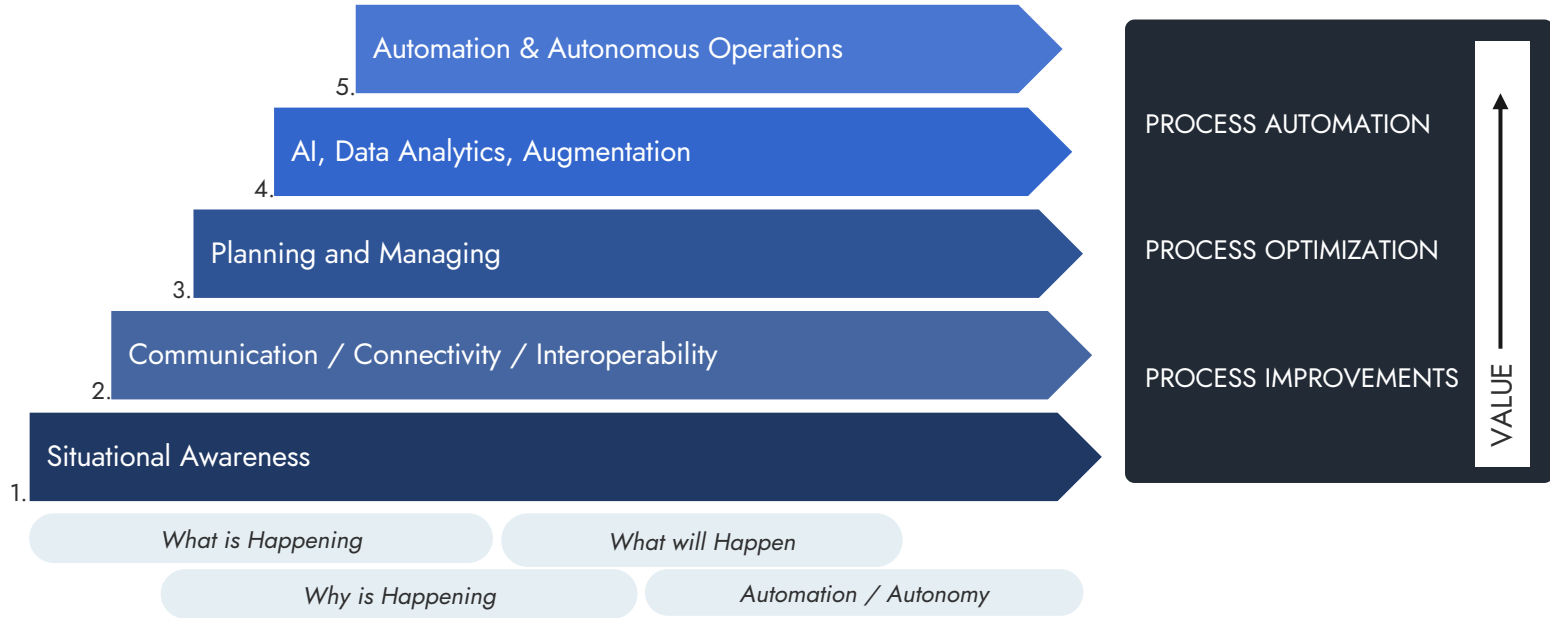 Automation & Autonomous Operations
5.
AI, Data Analytics, Augmentation
4.
Planning and Managing
3.
Communication / Connectivity / Interoperability
2.
Situational Awareness
1.
What is Happening
What will Happen
Why is Happening
Automation / Autonomy
PROCESS AUTOMATION
PROCESS OPTIMIZATION
PROCESS IMPROVEMENTS
VALUE